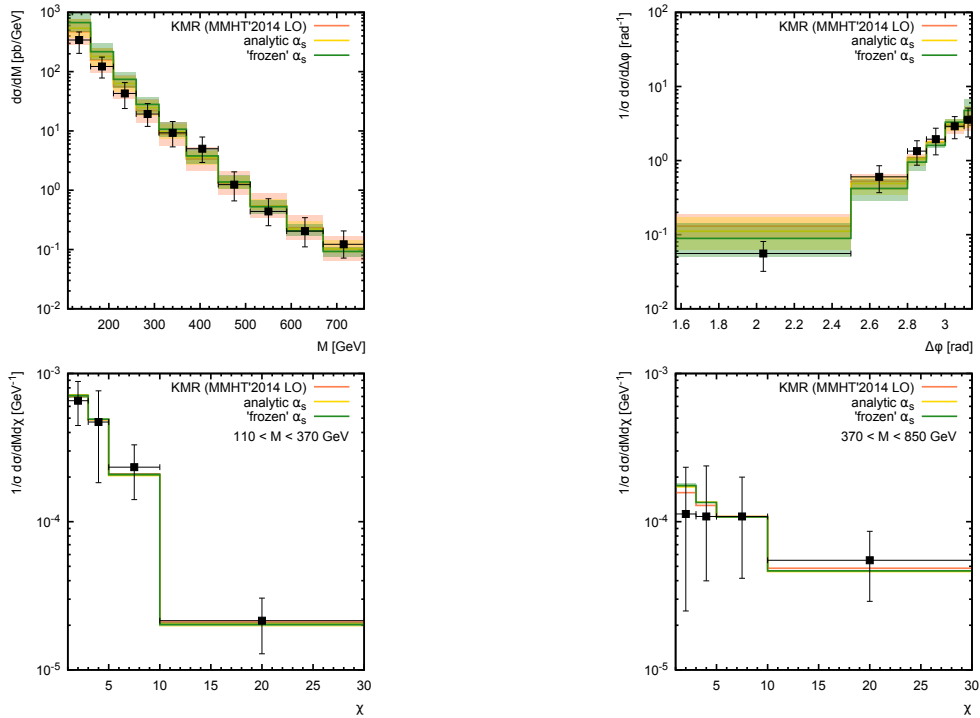 dσ/dM [pb/GeV]
10³
10²
10¹
10⁰
10⁻¹
10⁻²
KMR (MMHT'2014 LO)
analytic αₛ
'frozen' αₛ
200 300 400 500 600 700
M [GeV]
1/σ dσ/dΔφ [rad⁻¹]
10²
10¹
10⁰
10⁻¹
10⁻²
KMR (MMHT'2014 LO)
analytic αₛ
'frozen' αₛ
1.6 1.8 2 2.2 2.4 2.6 2.8 3
Δφ [rad]
1/σ dσ/dMdχ [GeV⁻¹]
10⁻³
10⁻⁴
10⁻⁵
KMR (MMHT'2014 LO)
analytic αₛ
'frozen' αₛ
110 < M < 370 GeV
5 10 15 20 25 30
χ
1/σ dσ/dMdχ [GeV⁻¹]
10⁻³
10⁻⁴
10⁻⁵
KMR (MMHT'2014 LO)
analytic αₛ
'frozen' αₛ
370 < M < 850 GeV
5 10 15 20 25 30
χ